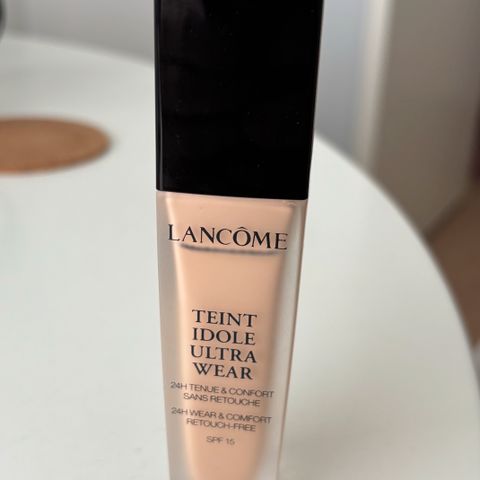 LANCÔME
TEINT
IDOLE
ULTRA
WEAR
24H TENUE & CONFORT
SANS RETOUCHE
24H WEAR & COMFORT
RETOUCH-FREE
SPF 15